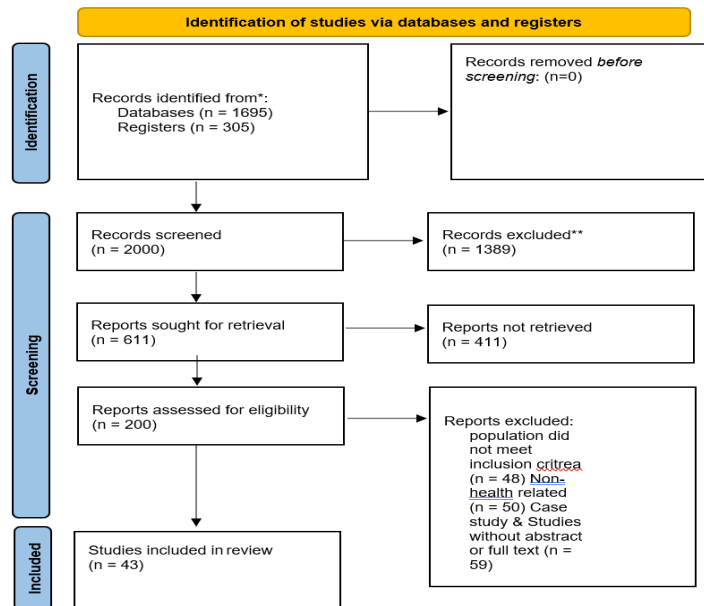 Identification of studies via databases and registers
Identification
Records identified from*:
Databases (n = 1695)
Registers (n = 305)
Records removed before
screening: (n=0)
Screening
Records screened
(n = 2000)
Records excluded**
(n = 1389)
Reports sought for retrieval
(n = 611)
Reports not retrieved
(n = 411)
Reports assessed for eligibility
(n = 200)
Reports excluded:
population did
not meet
inclusion critrea
(n = 48) Non-
health related
(n = 50) Case
study & Studies
without abstract
or full text (n =
59)
Included
Studies included in review
(n = 43)